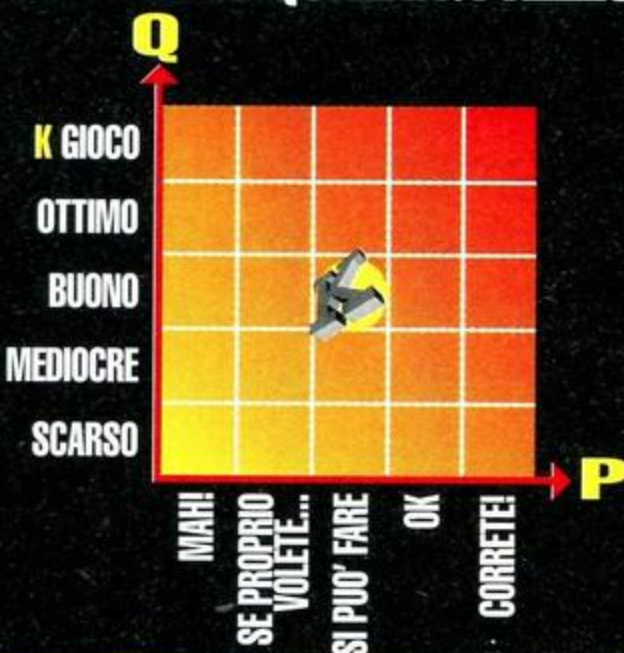 Q
K GIOCO
OTTIMO
BUONO
MEDIOCRE
SCARSO
P
MAH!
SE PROPRIO
VOLETE...
SI PUO' FARE
OK
CORRETE!
K